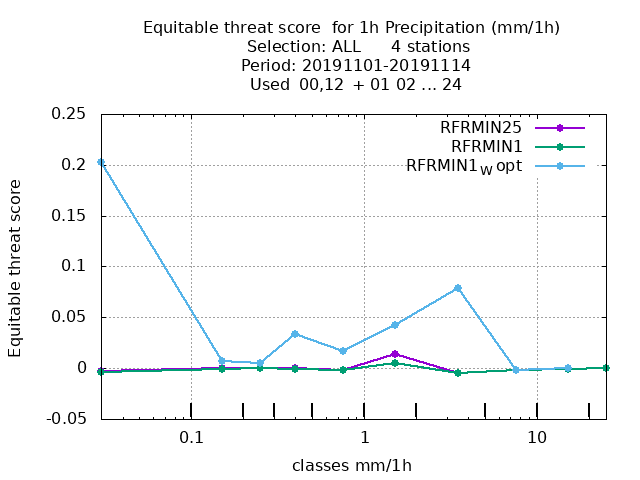 Equitable threat score  for 1h Precipitation (mm/1h)
Selection: ALL      4 stations
Period: 20191101-20191114
Used  00,12  + 01 02 ... 24
0.25
0.2
0.15
0.1
0.05
0
-0.05
Equitable threat score
RFRMIN25
RFRMIN1
RFRMIN1W opt
0.1
1
10
classes mm/1h